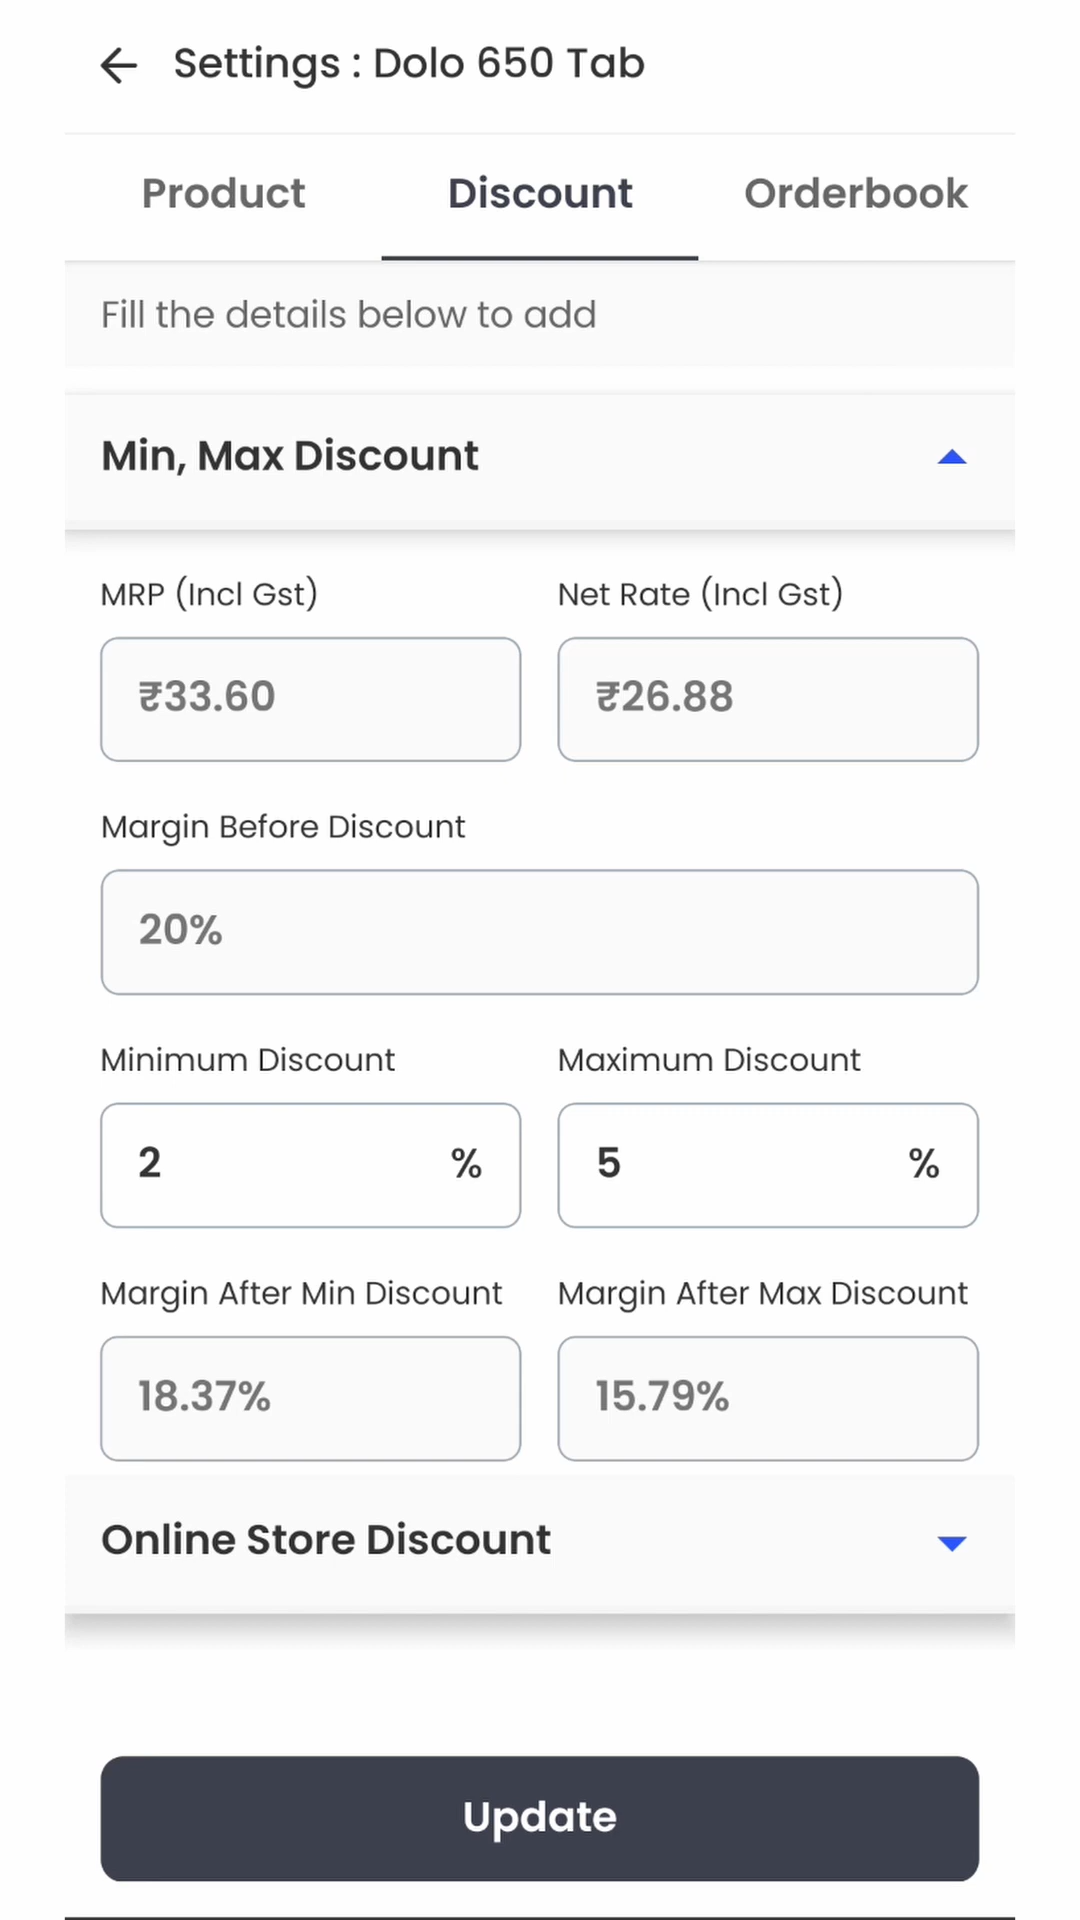 Settings : Dolo 650 Tab
Product Discount Orderbook
Fill the details below to add
Min, Max Discount
MRP (Incl Gst) Net Rate (Incl Gst)
₹33.60 ₹26.88
Margin Before Discount
20%
Minimum Discount Maximum Discount
2 % 5 %
Margin After Min Discount Margin After Max Discount
18.37% 15.79%
Online Store Discount
Update